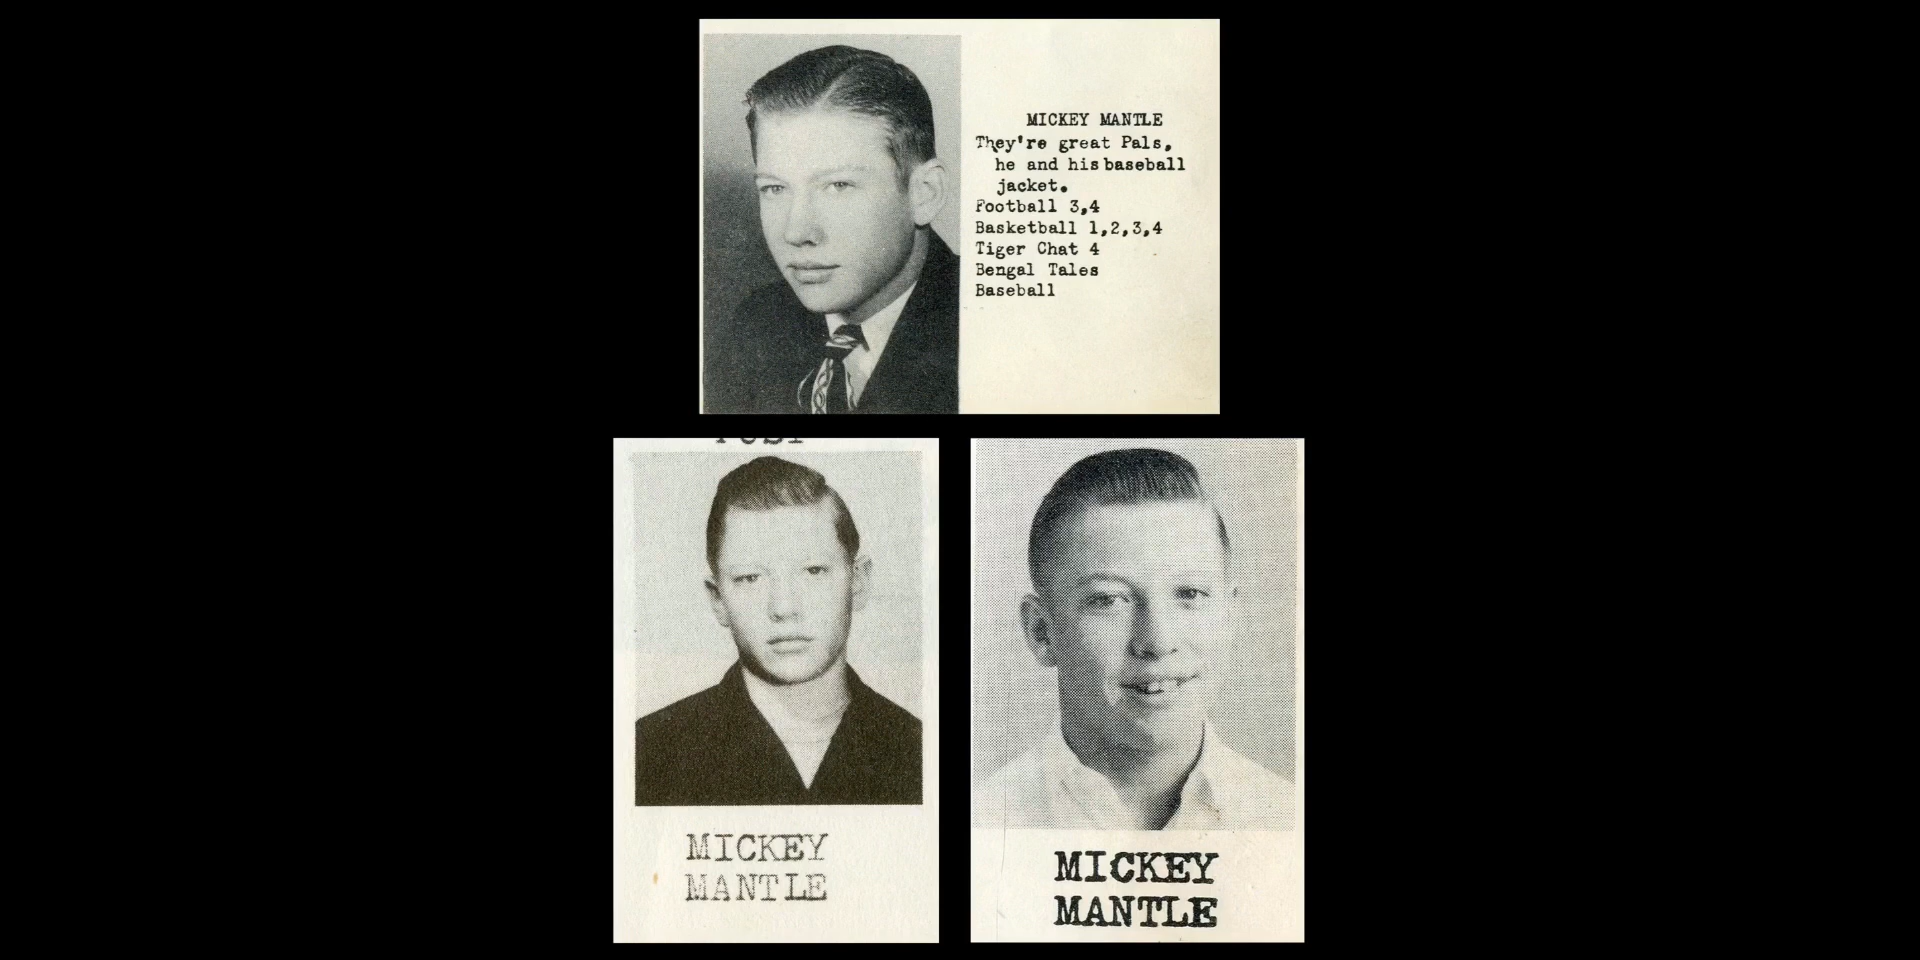 MICKEY MANTLE
They're great Pals,
he and his baseball
jacket.
Football 3,4
Basketball 1,2,3,4
Tiger Chat 4
Bengal Tales
Baseball
MICKEY
MANTLE
MICKEY
MANTLE